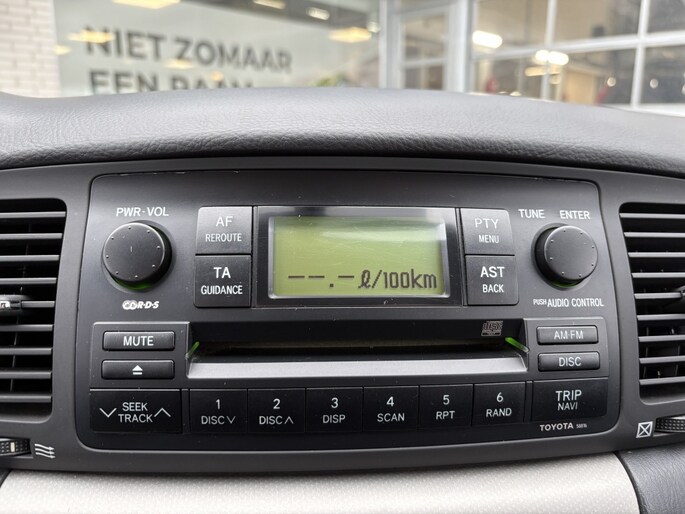 NIET ZOMAAR
EEN BAAN
PWR·VOL
AF
REROUTE
PTY
MENU
TUNE
ENTER
TA
GUIDANCE
--.- ℓ/100km
AST
BACK
R·D·S
PUSH AUDIO CONTROL
MUTE
AM·FM
DISC
SEEK
TRACK
1
DISC
2
DISC
3
DISP
4
SCAN
5
RPT
6
RAND
TRIP
NAVI
TOYOTA